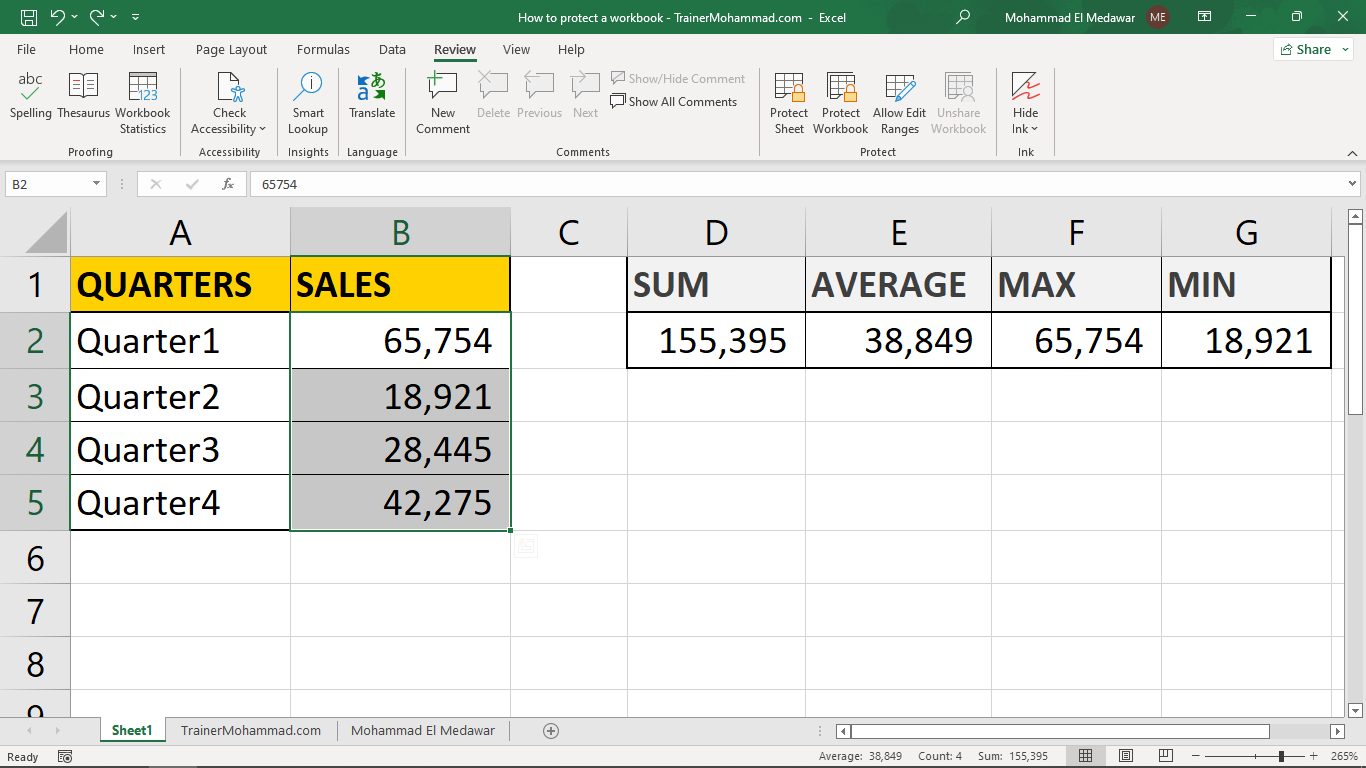 How to protect a workbook - TrainerMohammad.com - Excel
Mohammad El Medawar ME
File Home Insert Page Layout Formulas Data Review View Help Share
abc
Spelling Thesaurus Workbook Statistics
Check Accessibility
Smart Lookup
Translate
New Comment Delete Previous Next
Show/Hide Comment
Show All Comments
Protect Sheet Protect Workbook Allow Edit Ranges Unshare Workbook
Hide Ink
Proofing Accessibility Insights Language Comments Protect Ink
B2 fx 65754
A B C D E F G
1 QUARTERS SALES SUM AVERAGE MAX MIN
2 Quarter1 65,754 155,395 38,849 65,754 18,921
3 Quarter2 18,921
4 Quarter3 28,445
5 Quarter4 42,275
6
7
8
9
Sheet1 TrainerMohammad.com Mohammad El Medawar
Ready Average: 38,849 Count: 4 Sum: 155,395 265%